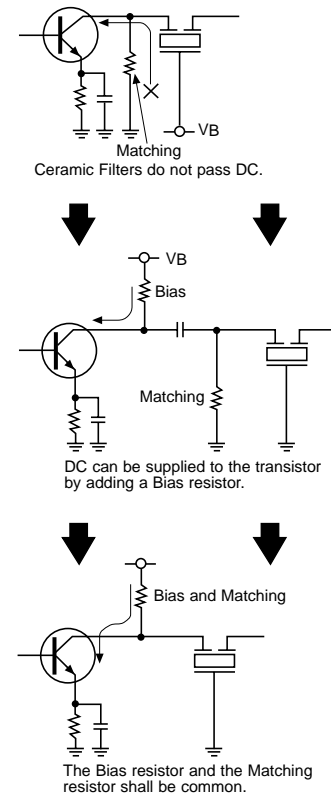 VB
Matching
Ceramic Filters do not pass DC.
VB
Bias
Matching
DC can be supplied to the transistor
by adding a Bias resistor.
Bias and Matching
The Bias resistor and the Matching
resistor shall be common.